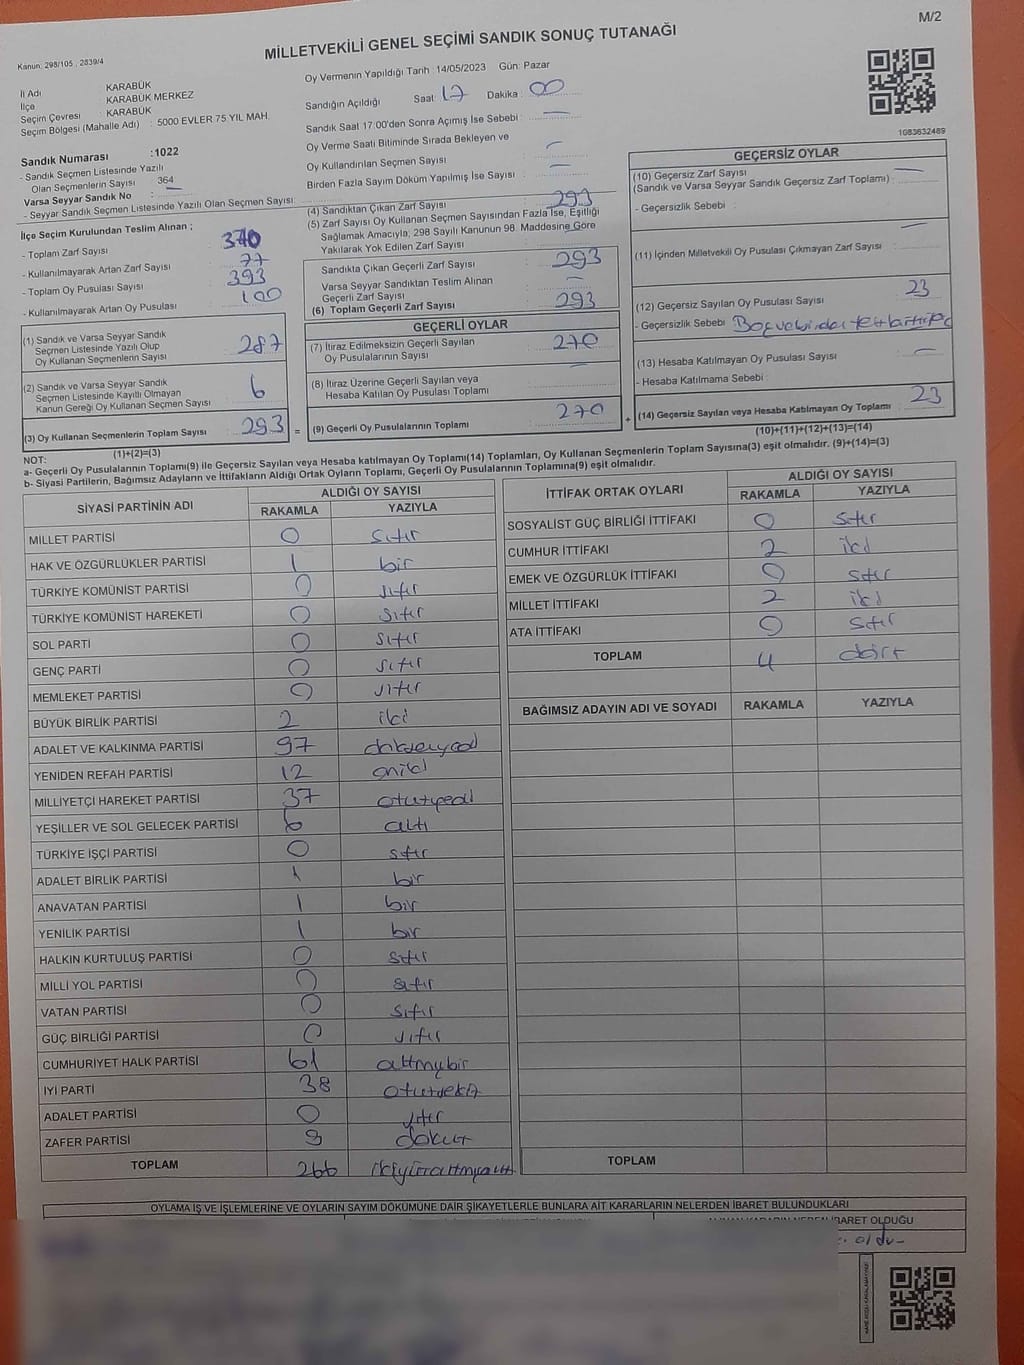 M/2
MİLLETVEKİLİ GENEL SEÇİMİ SANDIK SONUÇ TUTANAĞI
Kanun: 298/105 , 2839/4
İl Adı KARABÜK
İlçe KARABÜK MERKEZ
Seçim Çevresi : KARABÜK
Seçim Bölgesi (Mahalle Adı) : 5000 EVLER 75.YIL MAH.
Sandık Numarası :1022
- Sandık Seçmen Listesinde Yazılı
Olan Seçmenlerin Sayısı 364
Varsa Seyyar Sandık No : —
- Seyyar Sandık Seçmen Listesinde Yazılı Olan Seçmen Sayısı:
Oy Vermenin Yapıldığı Tarih : 14/05/2023 Gün: Pazar
Sandığın Açıldığı Saat: 17 Dakika : 00
Sandık Saat 17:00'den Sonra Açımış İse Sebebi : —
Oy Verme Saati Bitiminde Sırada Bekleyen ve
Oy Kullandırılan Seçmen Sayısı : —
Birden Fazla Sayım Döküm Yapılmış İse Sayısı : —
1083632489
İlçe Seçim Kurulundan Teslim Alınan ;
- Toplam Zarf Sayısı : 370
- Kullanılmayarak Artan Zarf Sayısı : 77
- Toplam Oy Pusulası Sayısı : 393
- Kullanılmayarak Artan Oy Pusulası : 100
(1) Sandık ve Varsa Seyyar Sandık
Seçmen Listesinde Yazılı Olup
Oy Kullanan Seçmenlerin Sayısı : 287
(2) Sandık ve Varsa Seyyar Sandık
Seçmen Listesinde Kayıtlı Olmayan
Kanun Gereği Oy Kullanan Seçmen Sayısı : 6
(3) Oy Kullanan Seçmenlerin Toplam Sayısı : 293 =
(1)+(2)=(3)
(4) Sandıktan Çıkan Zarf Sayısı : 293
(5) Zarf Sayısı Oy Kullanan Seçmen Sayısından Fazla İse, Eşitliği
Sağlamak Amacıyla, 298 Sayılı Kanunun 98. Maddesine Göre
Yakılarak Yok Edilen Zarf Sayısı
Sandıkta Çıkan Geçerli Zarf Sayısı : 293
Varsa Seyyar Sandıktan Teslim Alınan
Geçerli Zarf Sayısı : —
(6) Toplam Geçerli Zarf Sayısı : 293
GEÇERLİ OYLAR
(7) İtiraz Edilmeksizin Geçerli Sayılan
Oy Pusulalarının Sayısı : 270
(8) İtiraz Üzerine Geçerli Sayılan veya
Hesaba Katılan Oy Pusulası Toplamı : —
(9) Geçerli Oy Pusulalarının Toplamı : 270 +
GEÇERSİZ OYLAR
(10) Geçersiz Zarf Sayısı
(Sandık ve Varsa Seyyar Sandık Geçersiz Zarf Toplamı) : —
- Geçersizlik Sebebi :
(11) İçinden Milletvekili Oy Pusulası Çıkmayan Zarf Sayısı : —
(12) Geçersiz Sayılan Oy Pusulası Sayısı : 23
- Geçersizlik Sebebi :
(13) Hesaba Katılmayan Oy Pusulası Sayısı : —
- Hesaba Katılmama Sebebi :
(14) Geçersiz Sayılan veya Hesaba Katılmayan Oy Toplamı : 23
(10)+(11)+(12)+(13)=(14)
NOT:
a- Geçerli Oy Pusulalarının Toplamı(9) ile Geçersiz Sayılan veya Hesaba Katılmayan Oy Toplamı(14) Toplamları, Oy Kullanan Seçmenlerin Toplam Sayısına(3) eşit olmalıdır. (9)+(14)=(3)
b- Siyasi Partilerin, Bağımsız Adayların ve İttifakların Aldığı Ortak Oyların Toplamı, Geçerli Oy Pusulalarının Toplamına(9) eşit olmalıdır.
SİYASİ PARTİNİN ADI ALDIĞI OY SAYISI
RAKAMLA YAZIYLA
MİLLET PARTİSİ 0 sıfır
HAK VE ÖZGÜRLÜKLER PARTİSİ 1 bir
TÜRKİYE KOMÜNİST PARTİSİ 0 sıfır
TÜRKİYE KOMÜNİST HAREKETİ 0 sıfır
SOL PARTİ 0 sıfır
GENÇ PARTİ 0 sıfır
MEMLEKET PARTİSİ 0 sıfır
BÜYÜK BİRLİK PARTİSİ 2 iki
ADALET VE KALKINMA PARTİSİ 97 doksanyedi
YENİDEN REFAH PARTİSİ 12 oniki
MİLLİYETÇİ HAREKET PARTİSİ 37 otuzyedi
YEŞİLLER VE SOL GELECEK PARTİSİ 6 altı
TÜRKİYE İŞÇİ PARTİSİ 0 sıfır
ADALET BİRLİK PARTİSİ 1 bir
ANAVATAN PARTİSİ 1 bir
YENİLİK PARTİSİ 1 bir
HALKIN KURTULUŞ PARTİSİ 0 sıfır
MİLLİ YOL PARTİSİ 0 sıfır
VATAN PARTİSİ 0 sıfır
GÜÇ BİRLİĞİ PARTİSİ 0 sıfır
CUMHURİYET HALK PARTİSİ 61 altmışbir
İYİ PARTİ 38 otuzsekiz
ADALET PARTİSİ 0 sıfır
ZAFER PARTİSİ 9 dokuz
TOPLAM 266 ikiyüzaltmışaltı
İTTİFAK ORTAK OYLARI ALDIĞI OY SAYISI
RAKAMLA YAZIYLA
SOSYALİST GÜÇ BİRLİĞİ İTTİFAKI 0 sıfır
CUMHUR İTTİFAKI 2 iki
EMEK VE ÖZGÜRLÜK İTTİFAKI 0 sıfır
MİLLET İTTİFAKI 2 iki
ATA İTTİFAKI 0 sıfır
TOPLAM 4 dört
BAĞIMSIZ ADAYIN ADI VE SOYADI RAKAMLA YAZIYLA
TOPLAM
OYLAMA İŞ VE İŞLEMLERİNE VE OYLARIN SAYIM DÖKÜMÜNE DAİR ŞİKAYETLERLE BUNLARA AİT KARARLARIN NELERDEN İBARET BULUNDUKLARI
İBARET OLDUĞU